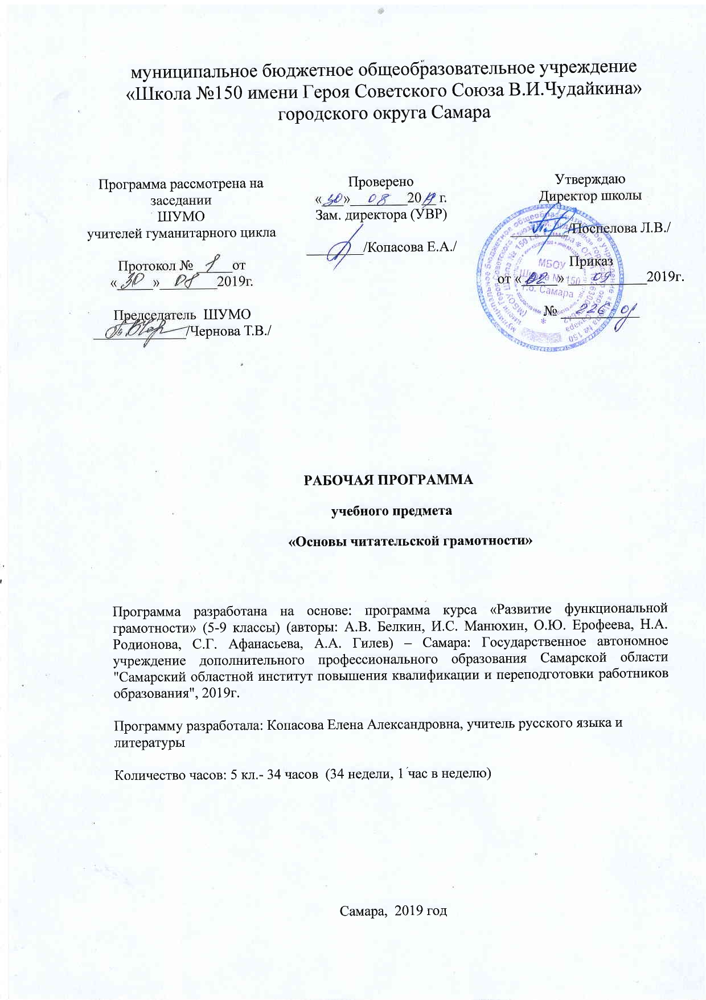 муниципальное бюджетное общеобразовательное учреждение
«Школа №150 имени Героя Советского Союза В.И.Чудайкина»
городского округа Самара
Программа рассмотрена на
заседании
ШУМО
учителей гуманитарного цикла
Протокол № 1 от
«30» 08 2019г.
Председатель ШУМО
/Чернова Т.В./
Проверено
«30» 08 2019 г.
Зам. директора (УВР)
/Копасова Е.А./
Утверждаю
Директор школы
/Поспелова Л.В./
Приказ
от «02» 09 2019г.
№ 226 од
МБОУ
Школа № 150
г.о. Самара
РАБОЧАЯ ПРОГРАММА
учебного предмета
«Основы читательской грамотности»
Программа разработана на основе: программа курса «Развитие функциональной
грамотности» (5-9 классы) (авторы: А.В. Белкин, И.С. Манюхин, О.Ю. Ерофеева, Н.А.
Родионова, С.Г. Афанасьева, А.А. Гилев) – Самара: Государственное автономное
учреждение дополнительного профессионального образования Самарской области
"Самарский областной институт повышения квалификации и переподготовки работников
образования", 2019г.
Программу разработала: Копасова Елена Александровна, учитель русского языка и
литературы
Количество часов: 5 кл.- 34 часов (34 недели, 1 час в неделю)
Самара, 2019 год